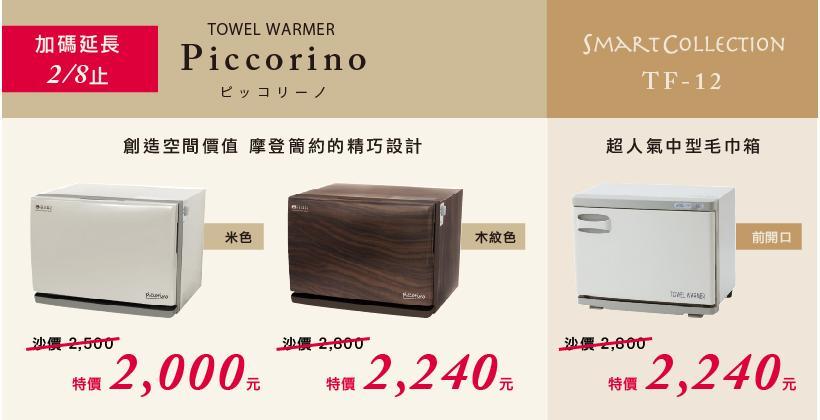 加碼延長
2/8止
TOWEL WARMER
Piccorino
ピッコリーノ
SMART COLLECTION
TF-12
創造空間價值 摩登簡約的精巧設計
超人氣中型毛巾箱
米色
木紋色
前開口
Piccorino
Piccorino
TOWEL WARMER
沙價 2,500
特價 2,000元
沙價 2,800
特價 2,240元
沙價 2,800
特價 2,240元